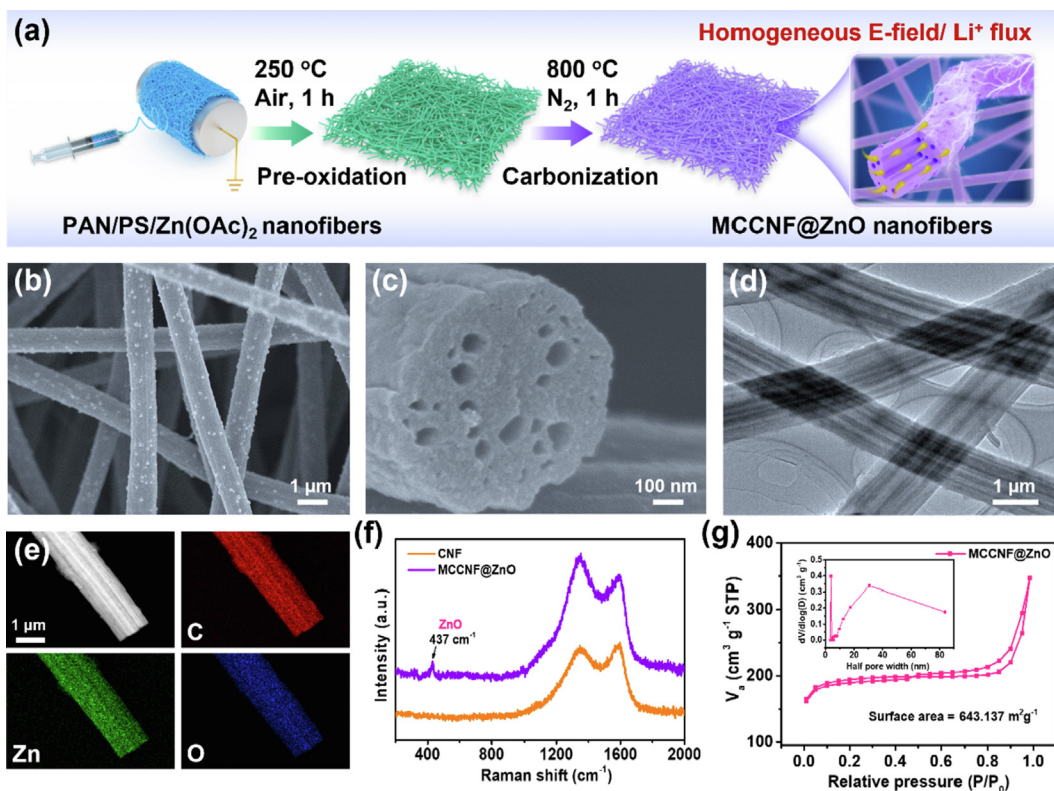 (a)
Homogeneous E-field/ Li⁺ flux
250 °C
Air, 1 h
800 °C
N₂, 1 h
Pre-oxidation
Carbonization
PAN/PS/Zn(OAc)₂ nanofibers
MCCNF@ZnO nanofibers
(b)
1 μm
(c)
100 nm
(d)
1 μm
(e)
1 μm
C
Zn
O
(f)
CNF
MCCNF@ZnO
ZnO
437 cm⁻¹
Intensity (a.u.)
400 800 1200 1600 2000
Raman shift (cm⁻¹)
(g)
MCCNF@ZnO
400
300
200
100
Vₐ (cm³ g⁻¹ STP)
0.5
0.4
0.3
0.2
0.1
0.0
dV/dlog(D) (cm³ g⁻¹)
0 20 40 60 80
Half pore width (nm)
Surface area = 643.137 m²g⁻¹
0.0 0.2 0.4 0.6 0.8 1.0
Relative pressure (P/P₀)